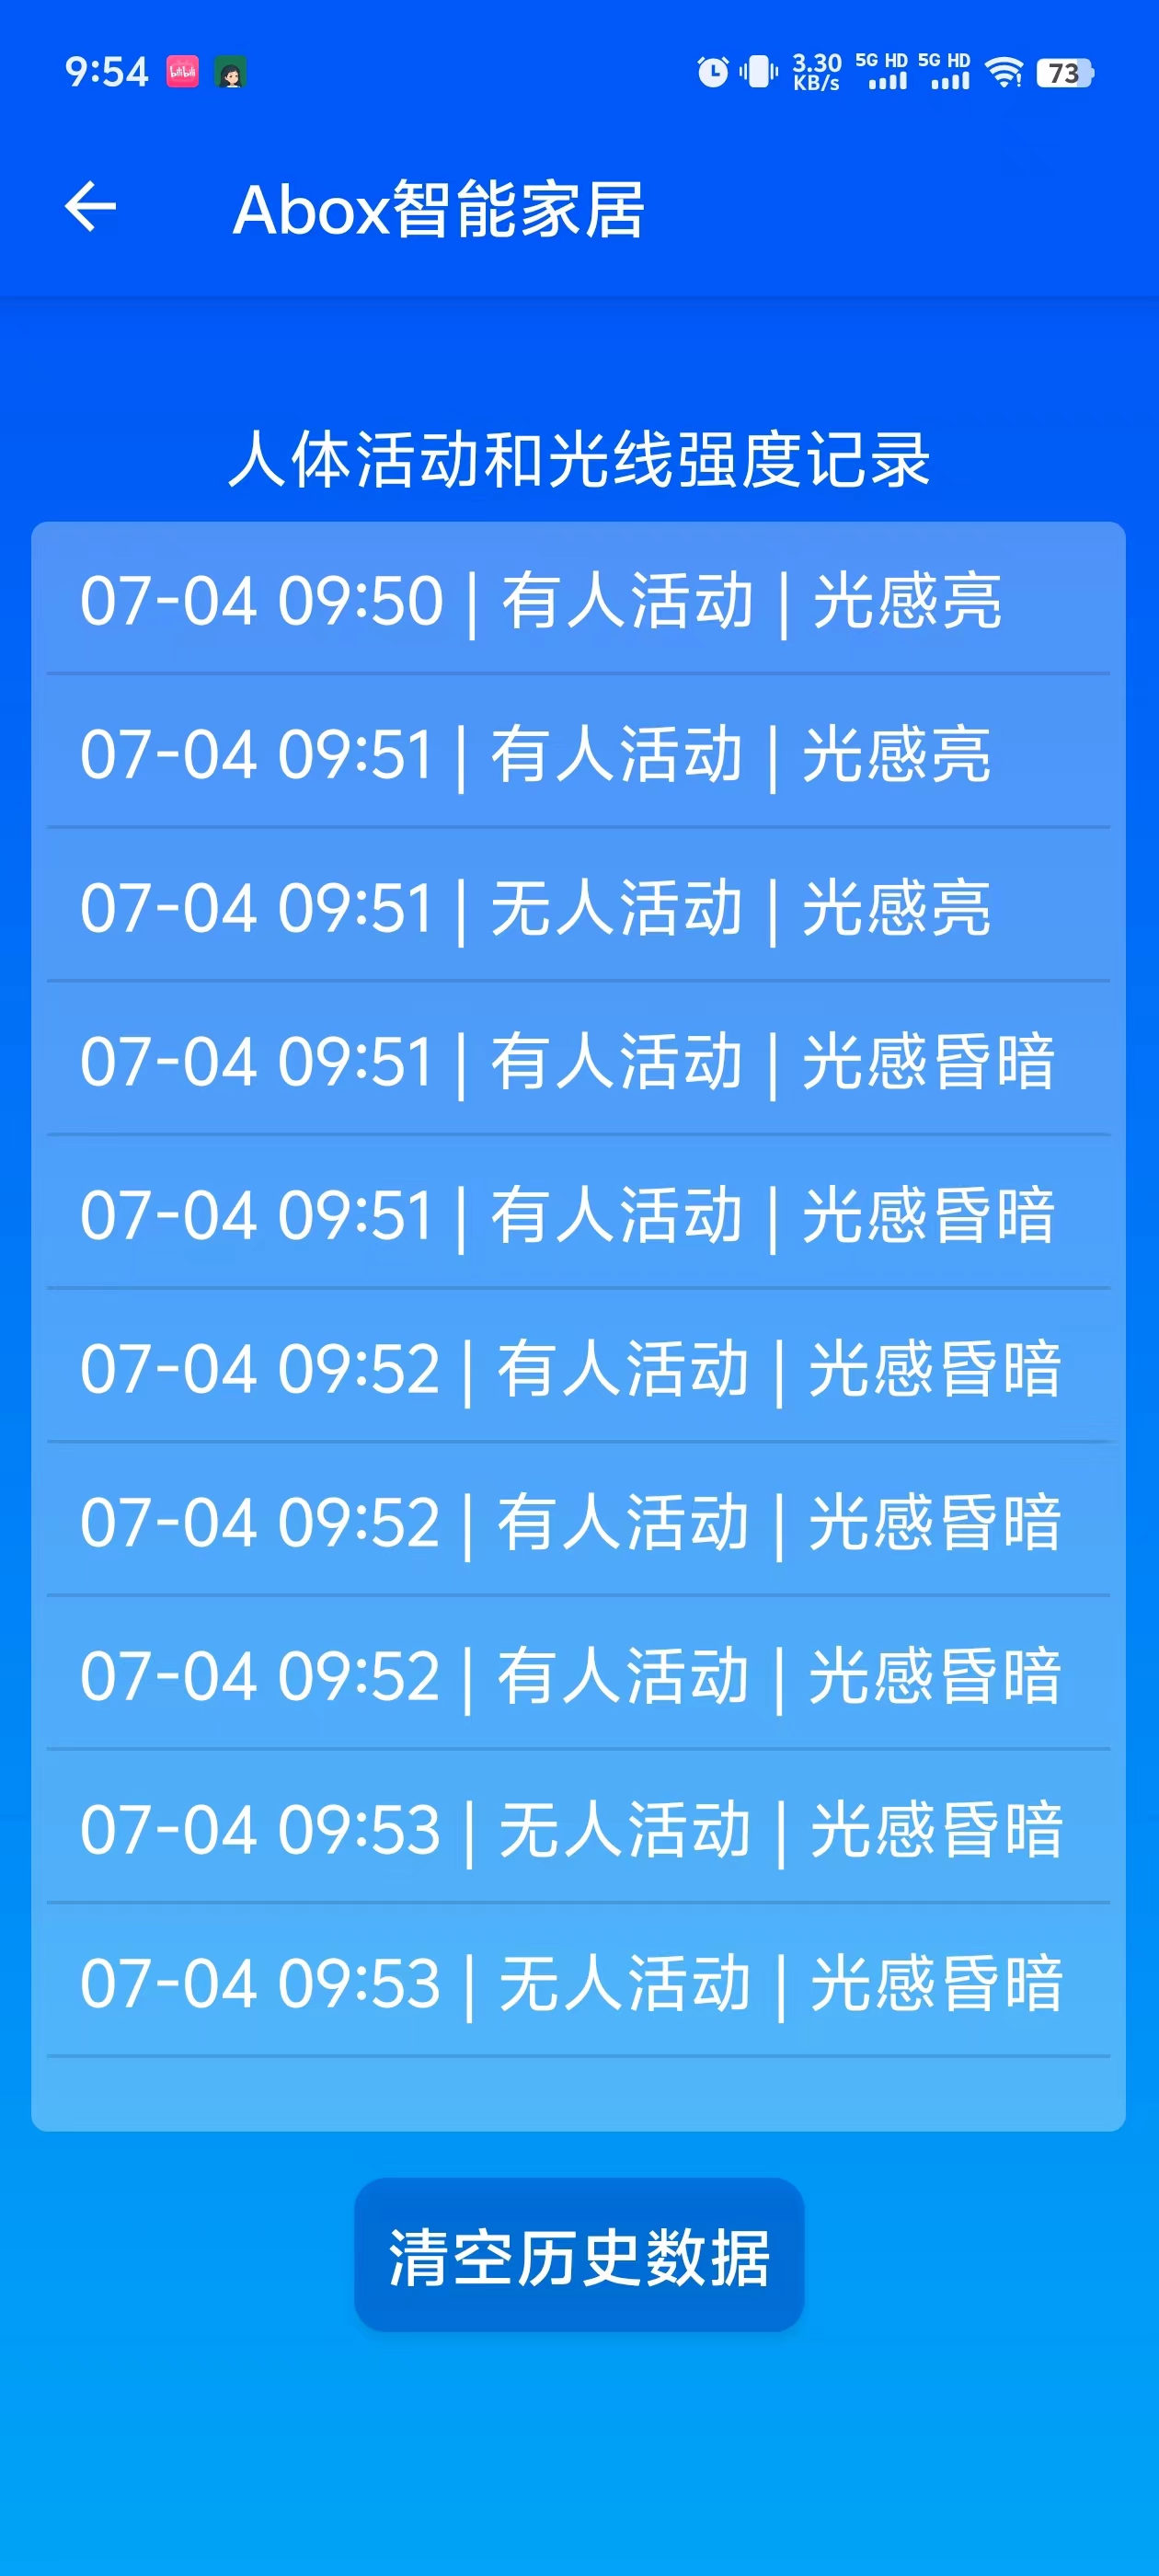 9:54 bilibili 3.30 KB/s 5G HD 5G HD 73
Abox智能家居
人体活动和光线强度记录
07-04 09:50 | 有人活动 | 光感亮
07-04 09:51 | 有人活动 | 光感亮
07-04 09:51 | 无人活动 | 光感亮
07-04 09:51 | 有人活动 | 光感昏暗
07-04 09:51 | 有人活动 | 光感昏暗
07-04 09:52 | 有人活动 | 光感昏暗
07-04 09:52 | 有人活动 | 光感昏暗
07-04 09:52 | 有人活动 | 光感昏暗
07-04 09:53 | 无人活动 | 光感昏暗
07-04 09:53 | 无人活动 | 光感昏暗
清空历史数据